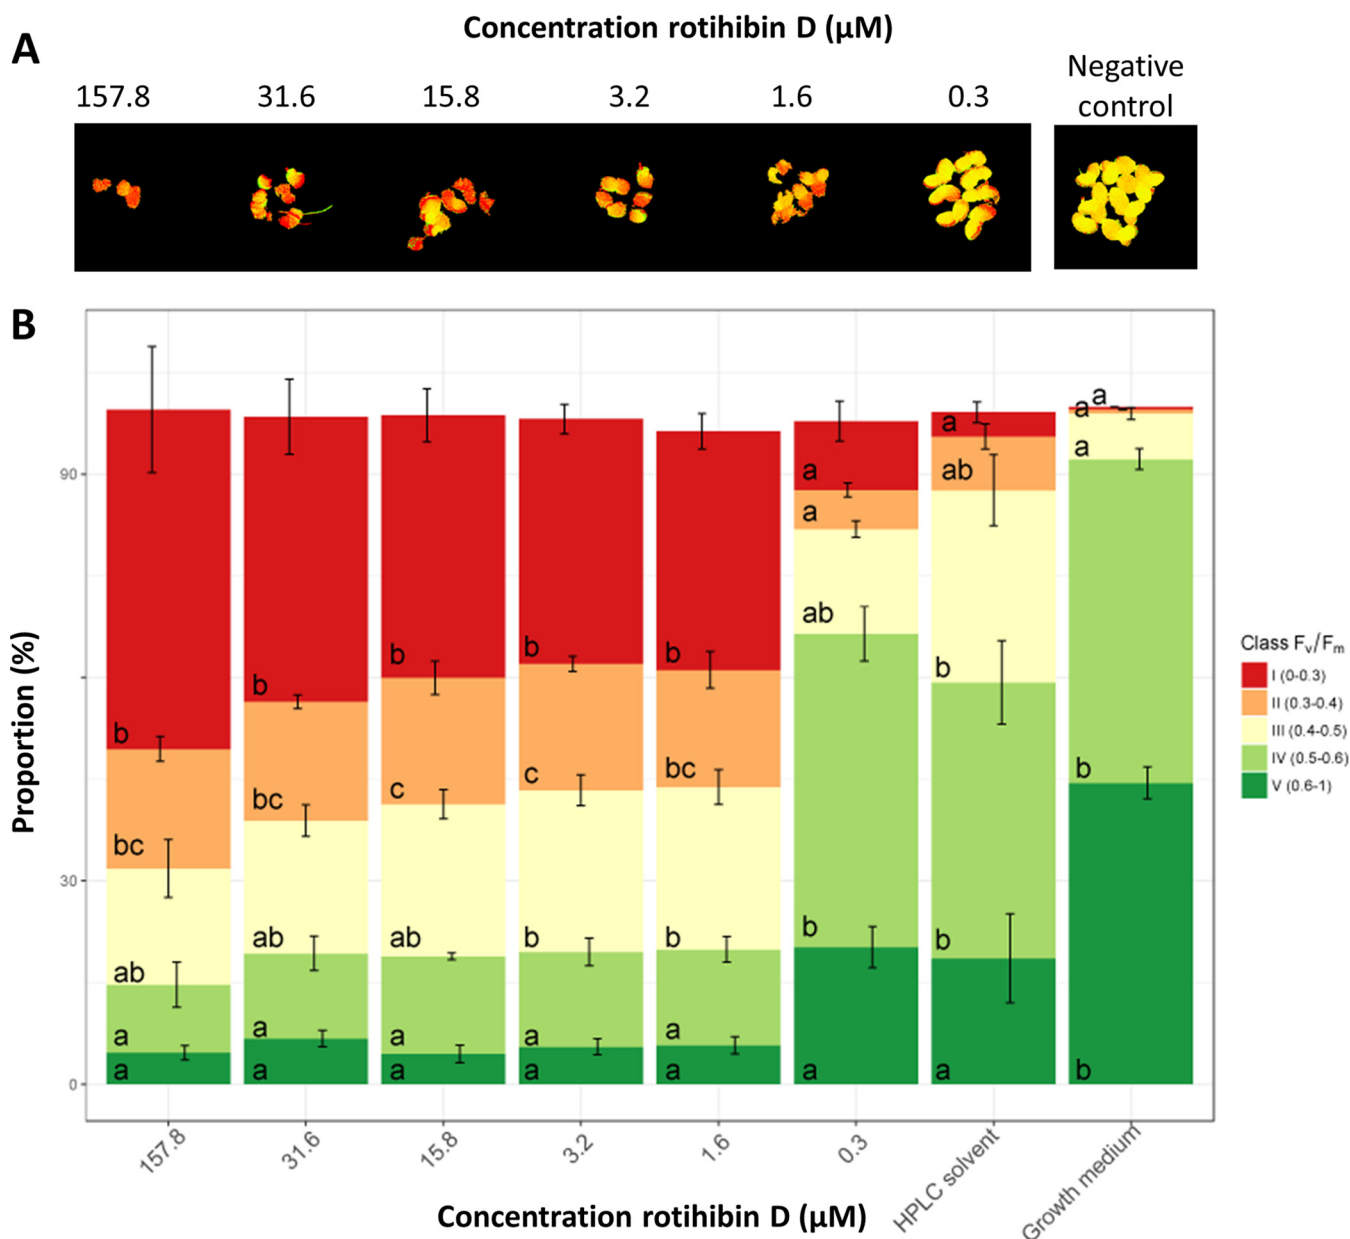 A
Concentration rotihibin D (μM)
157.8 31.6 15.8 3.2 1.6 0.3 Negative control
B
Proportion (%)
90
30
0
a
a
a
a
a
ab
a
b
b
b
b
b
ab
b
bc
bc
c
c
bc
a
ab
a
ab
ab
b
b
b
b
b
a
a
a
a
a
a
a
a
a
a
a
a
b
Class Fv/Fm
I (0-0.3)
II (0.3-0.4)
III (0.4-0.5)
IV (0.5-0.6)
V (0.6-1)
157.8 31.6 15.8 3.2 1.6 0.3 HPLC solvent Growth medium
Concentration rotihibin D (μM)